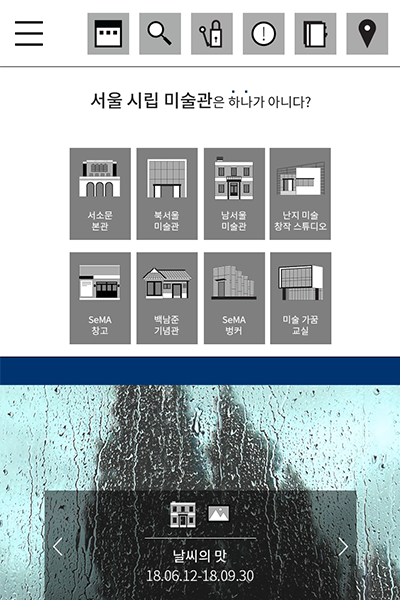 서울 시립 미술관은 하나가 아니다?
서소문
본관
북서울
미술관
남서울
미술관
난지 미술
창작 스튜디오
SeMA
창고
백남준
기념관
SeMA
벙커
미술 가꿈
교실
날씨의 맛
18.06.12-18.09.30